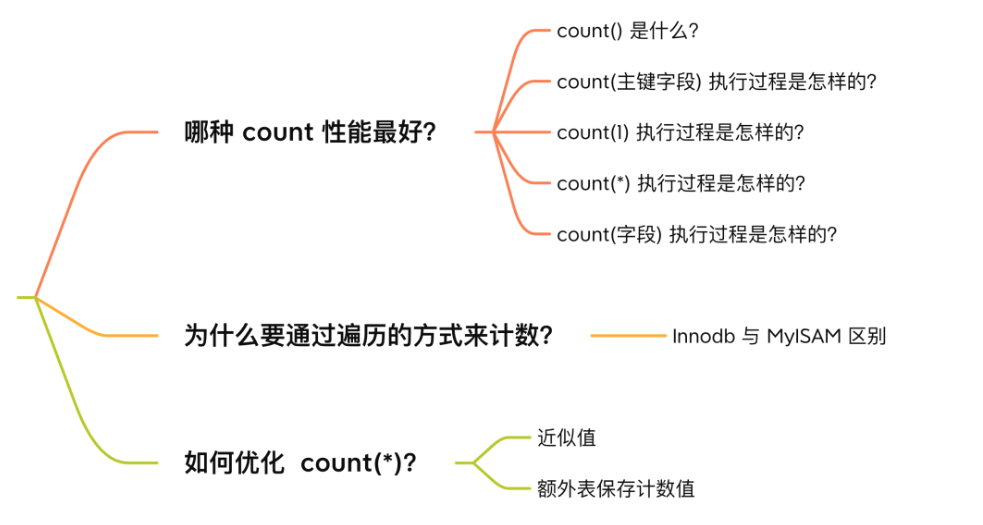 哪种 count 性能最好？
count() 是什么？
count(主键字段) 执行过程是怎样的？
count(1) 执行过程是怎样的？
count(*) 执行过程是怎样的？
count(字段) 执行过程是怎样的？
为什么要通过遍历的方式来计数？
Innodb 与 MyISAM 区别
如何优化 count(*)？
近似值
额外表保存计数值